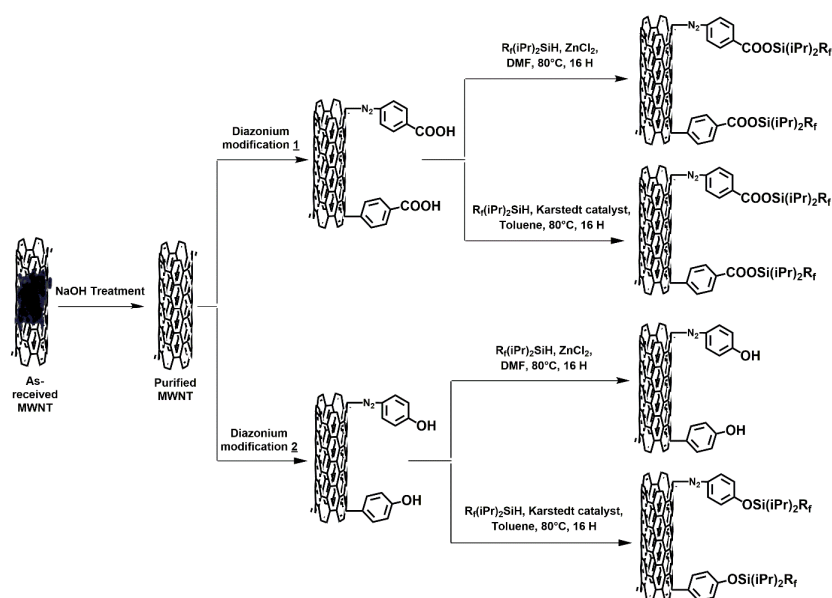 N₂
COOSi(iPr)₂Rf
Rf(iPr)₂SiH, ZnCl₂,
DMF, 80°C, 16 H
N₂
COOH
Diazonium
modification 1
COOSi(iPr)₂Rf
COOH
Rf(iPr)₂SiH, Karstedt catalyst,
Toluene, 80°C, 16 H
N₂
COOSi(iPr)₂Rf
COOSi(iPr)₂Rf
NaOH Treatment
As-
received
MWNT
Purified
MWNT
N₂
OH
Rf(iPr)₂SiH, ZnCl₂,
DMF, 80°C, 16 H
N₂
OH
Diazonium
modification 2
OH
OH
Rf(iPr)₂SiH, Karstedt catalyst,
Toluene, 80°C, 16 H
N₂
OSi(iPr)₂Rf
OSi(iPr)₂Rf